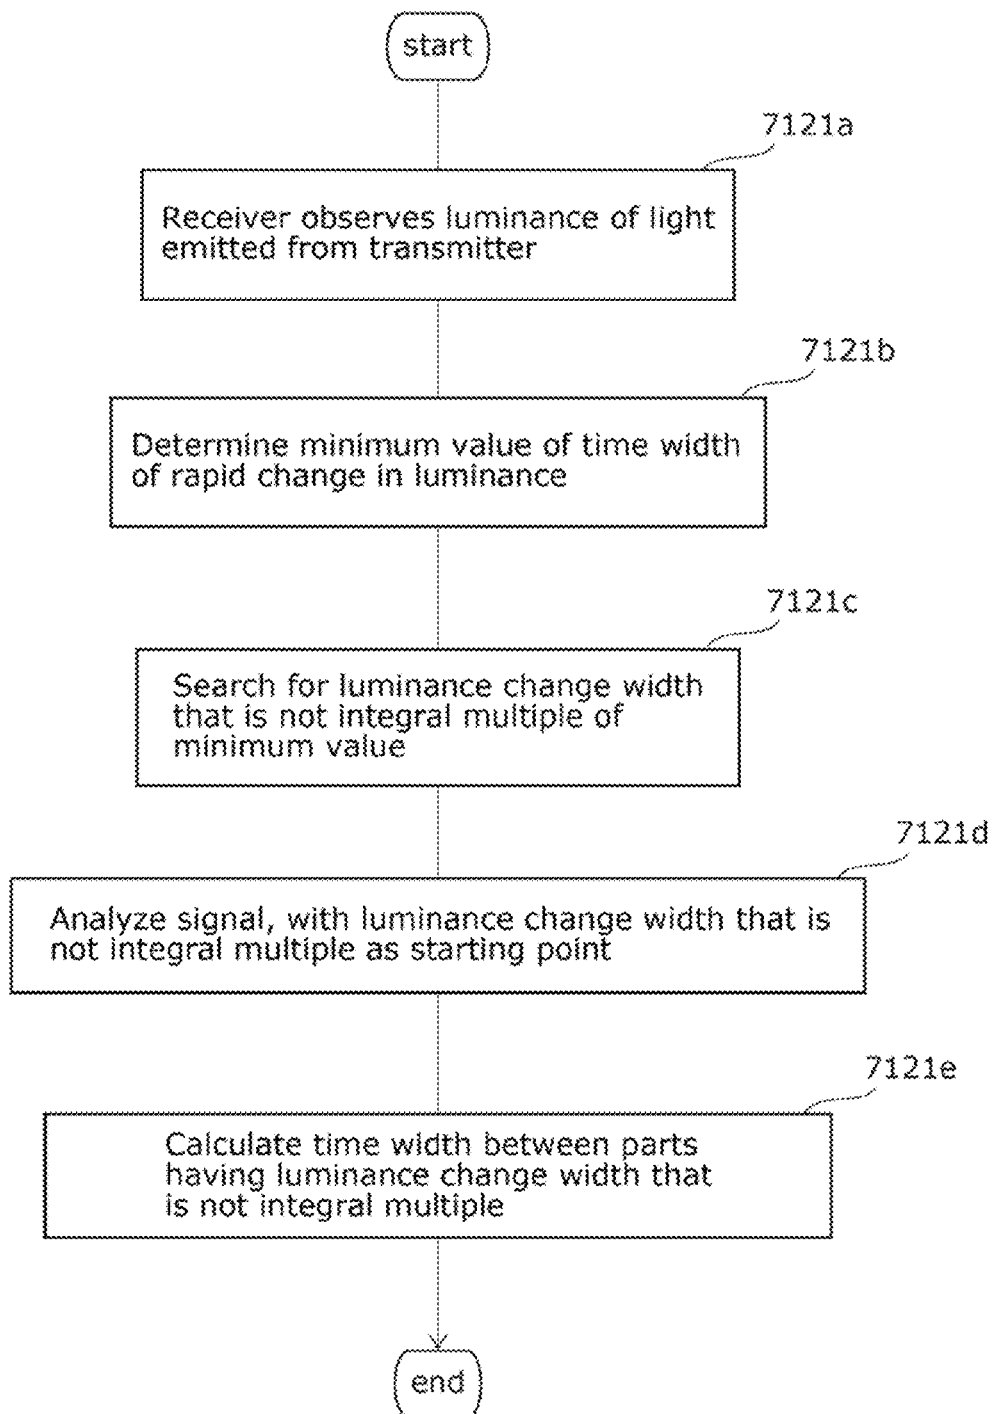 start
7121a
Receiver observes luminance of light
emitted from transmitter
7121b
Determine minimum value of time width
of rapid change in luminance
7121c
Search for luminance change width
that is not integral multiple of
minimum value
7121d
Analyze signal, with luminance change width that is
not integral multiple as starting point
7121e
Calculate time width between parts
having luminance change width that
is not integral multiple
end